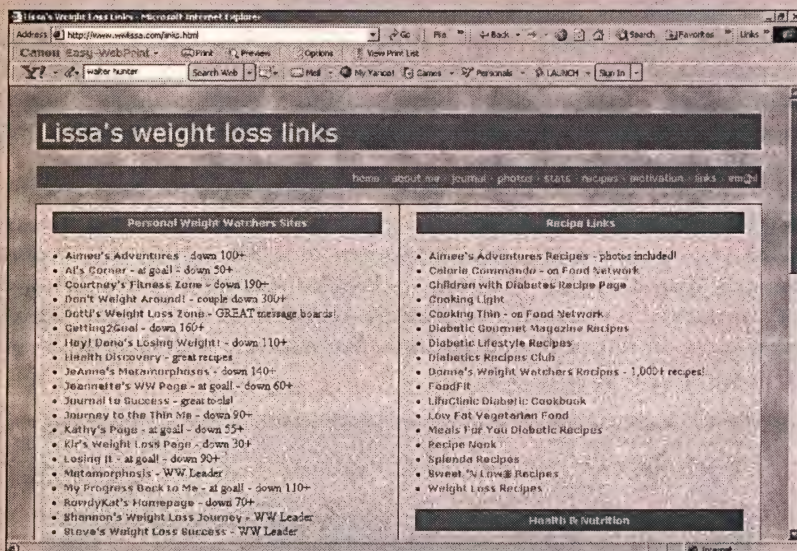 Lissa's Weight Loss Links - Microsoft Internet Explorer
Address http://www.wwlissa.com/links.html Go File Back Search Favorites Links
Canon Easy-WebPrint Print Preview Options View Print List
Y! walter hunter Search Web Mail My Yahoo! Games Personals LAUNCH Sign In
Lissa's weight loss links
home · about me · journal · photos · stats · recipes · motivation · links · email
Personal Weight Watchers Sites
Aimee's Adventures - down 100+
Al's Corner - at goal! - down 50+
Courtney's Fitness Zone - down 190+
Don't Weight Around! - couple down 300+
Dotti's Weight Loss Zone - GREAT message boards!
Getting2Goal - down 160+
Hey! Dana's Losing Weight! - down 110+
Health Discovery - great recipes
JeAnne's Metamorphoses - down 140+
Jeannette's WW Page - at goal! - down 60+
Journal to Success - great tools!
Journey to the Thin Me - down 90+
Kathy's Page - at goal! - down 55+
Kir's Weight Loss Page - down 30+
Losing It - at goal! - down 90+
Metamorphosis - WW Leader
My Progress Back to Me - at goal! - down 110+
RowdyKat's Homepage - down 70+
Shannon's Weight Loss Journey - WW Leader
Steve's Weight Loss Success - WW Leader
Recipe Links
Aimee's Adventures Recipes - photos included!
Calorie Commando - on Food Network
Children with Diabetes Recipe Page
Cooking Light
Cooking Thin - on Food Network
Diabetic Gourmet Magazine Recipes
Diabetic Lifestyle Recipes
Diabetics Recipes Club
Donna's Weight Watchers Recipes - 1,000+ recipes!
FoodFit
LifeClinic Diabetic Cookbook
Low Fat Vegetarian Food
Meals For You Diabetic Recipes
Recipe Nook
Splenda Recipes
Sweet 'N Low® Recipes
Weight Loss Recipes
Health & Nutrition
Internet